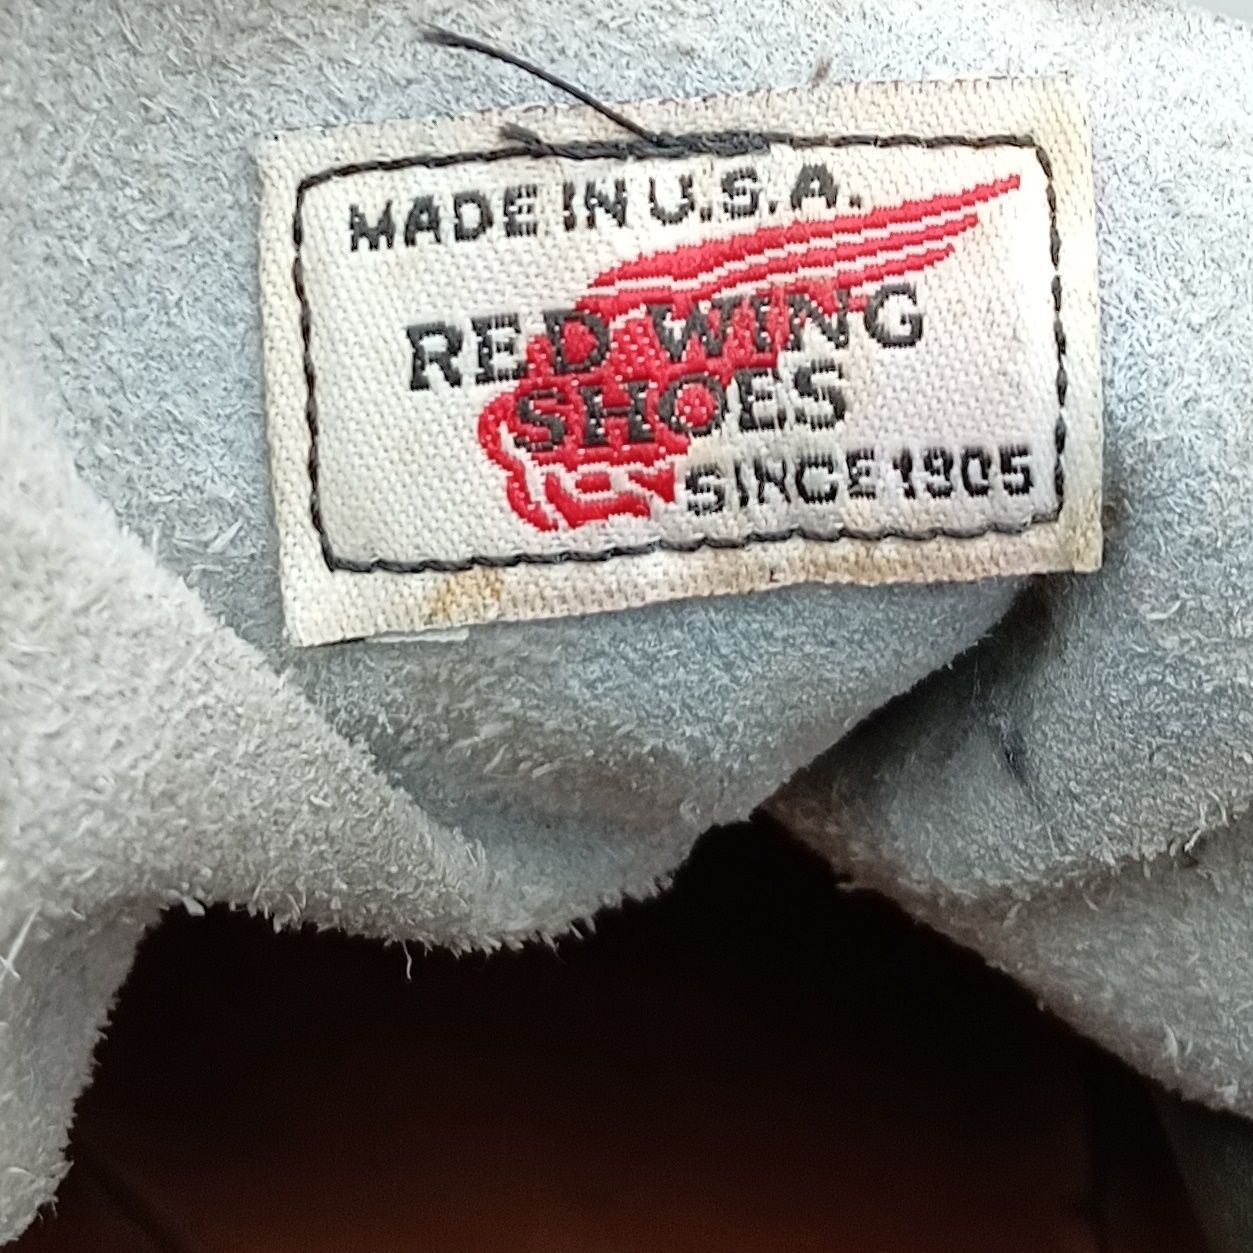 MADE IN U.S.A.
RED WING
SHOES
SINCE 1905